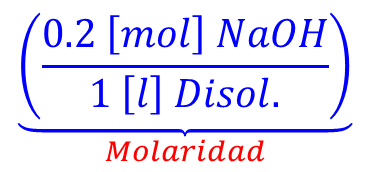 0.2 [mol] NaOH
1 [l] Disol.
Molaridad